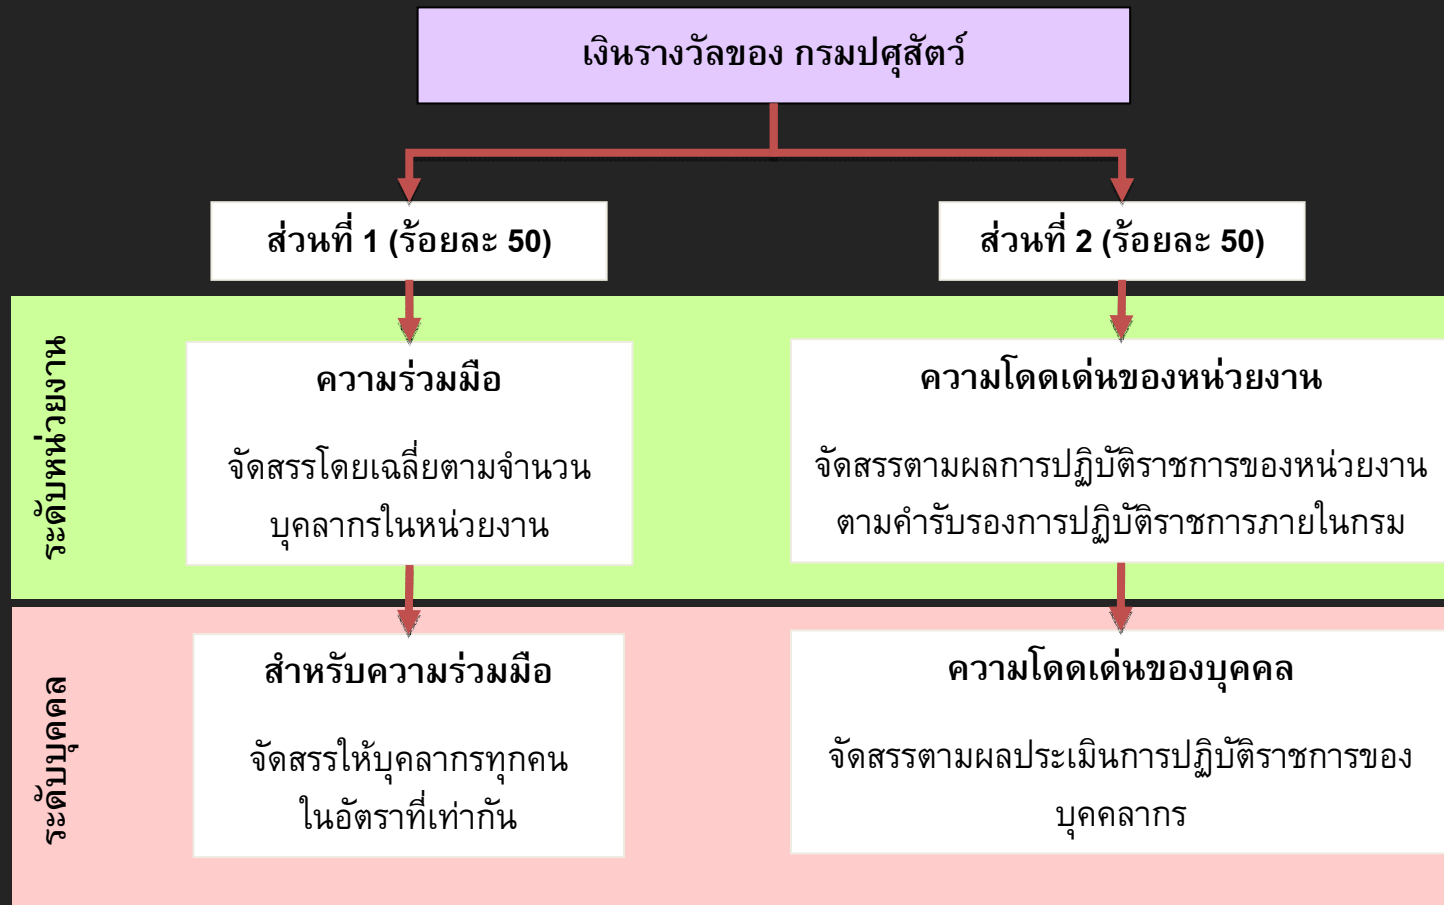 เงินรางวัลของ กรมปศุสัตว์
ส่วนที่ 1 (ร้อยละ 50)
ส่วนที่ 2 (ร้อยละ 50)
ระดับหน่วยงาน
ความร่วมมือ
จัดสรรโดยเฉลี่ยตามจำนวน
บุคลากรในหน่วยงาน
ความโดดเด่นของหน่วยงาน
จัดสรรตามผลการปฏิบัติราชการของหน่วยงาน
ตามคำรับรองการปฏิบัติราชการภายในกรม
ระดับบุคคล
สำหรับความร่วมมือ
จัดสรรให้บุคลากรทุกคน
ในอัตราที่เท่ากัน
ความโดดเด่นของบุคคล
จัดสรรตามผลประเมินการปฏิบัติราชการของ
บุคคลากร